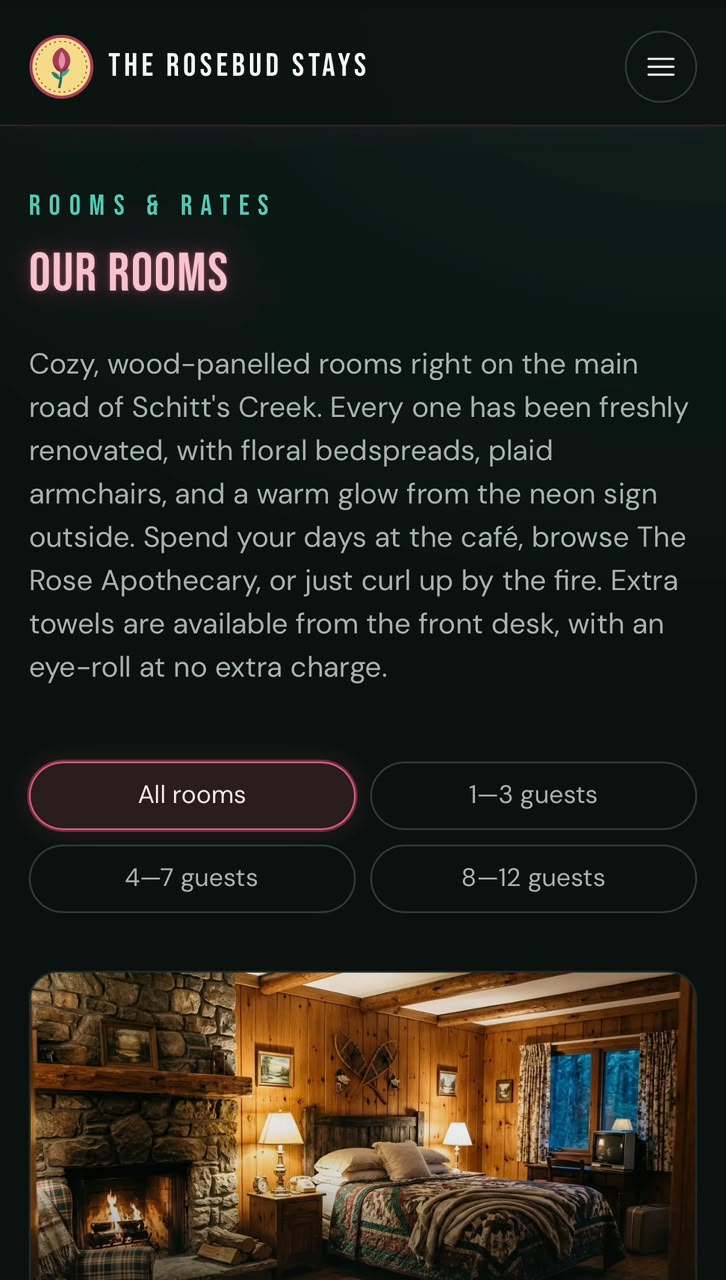 THE ROSEBUD STAYS
ROOMS & RATES
OUR ROOMS
Cozy, wood-panelled rooms right on the main
road of Schitt's Creek. Every one has been freshly
renovated, with floral bedspreads, plaid
armchairs, and a warm glow from the neon sign
outside. Spend your days at the café, browse The
Rose Apothecary, or just curl up by the fire. Extra
towels are available from the front desk, with an
eye-roll at no extra charge.
All rooms
1—3 guests
4—7 guests
8—12 guests